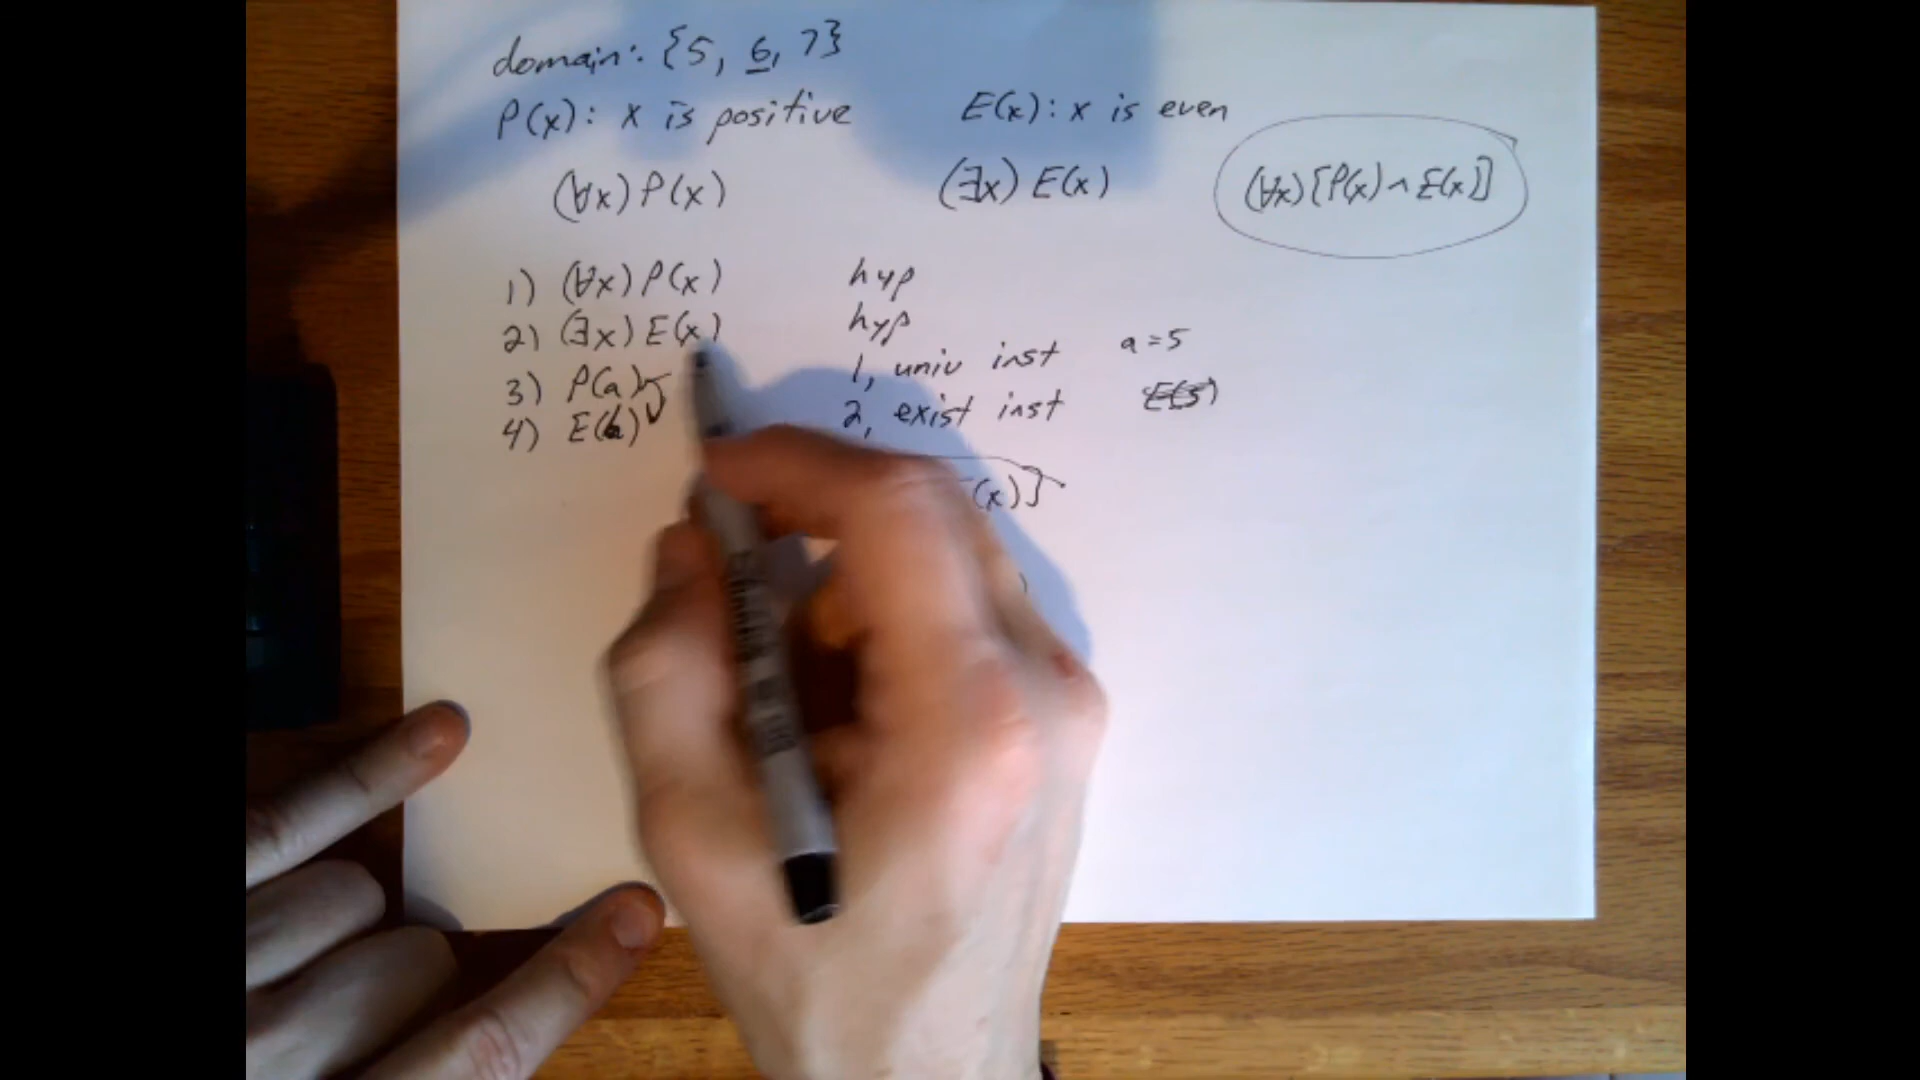 domain: {5, 6, 7}
P(x): x is positive E(x): x is even
(∀x) P(x) (∃x) E(x) (∀x)[P(x) ∧ E(x)]
1) (∀x) P(x) hyp
2) (∃x) E(x) hyp
3) P(a) 1, univ inst a = 5
4) E(b) 2, exist inst E(5)
(x)]
)